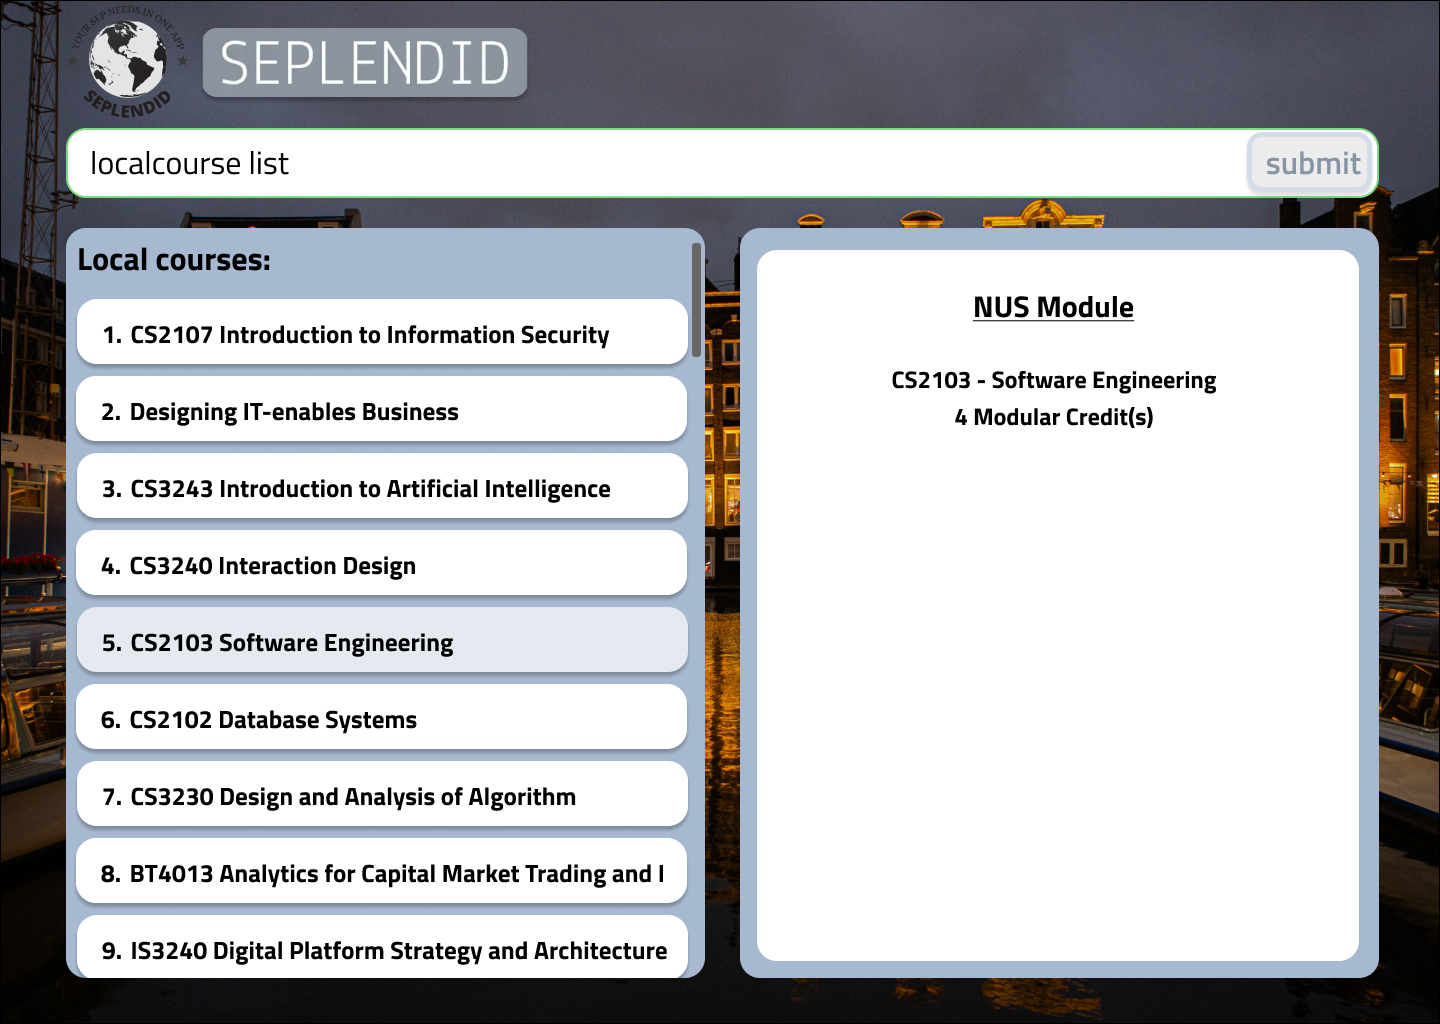 YOUR SEP NEEDS IN ONE APP
SEPLENDID
SEPLENDID
localcourse list
submit
Local courses:
1. CS2107 Introduction to Information Security
2. Designing IT-enables Business
3. CS3243 Introduction to Artificial Intelligence
4. CS3240 Interaction Design
5. CS2103 Software Engineering
6. CS2102 Database Systems
7. CS3230 Design and Analysis of Algorithm
8. BT4013 Analytics for Capital Market Trading and I
9. IS3240 Digital Platform Strategy and Architecture
NUS Module
CS2103 - Software Engineering
4 Modular Credit(s)